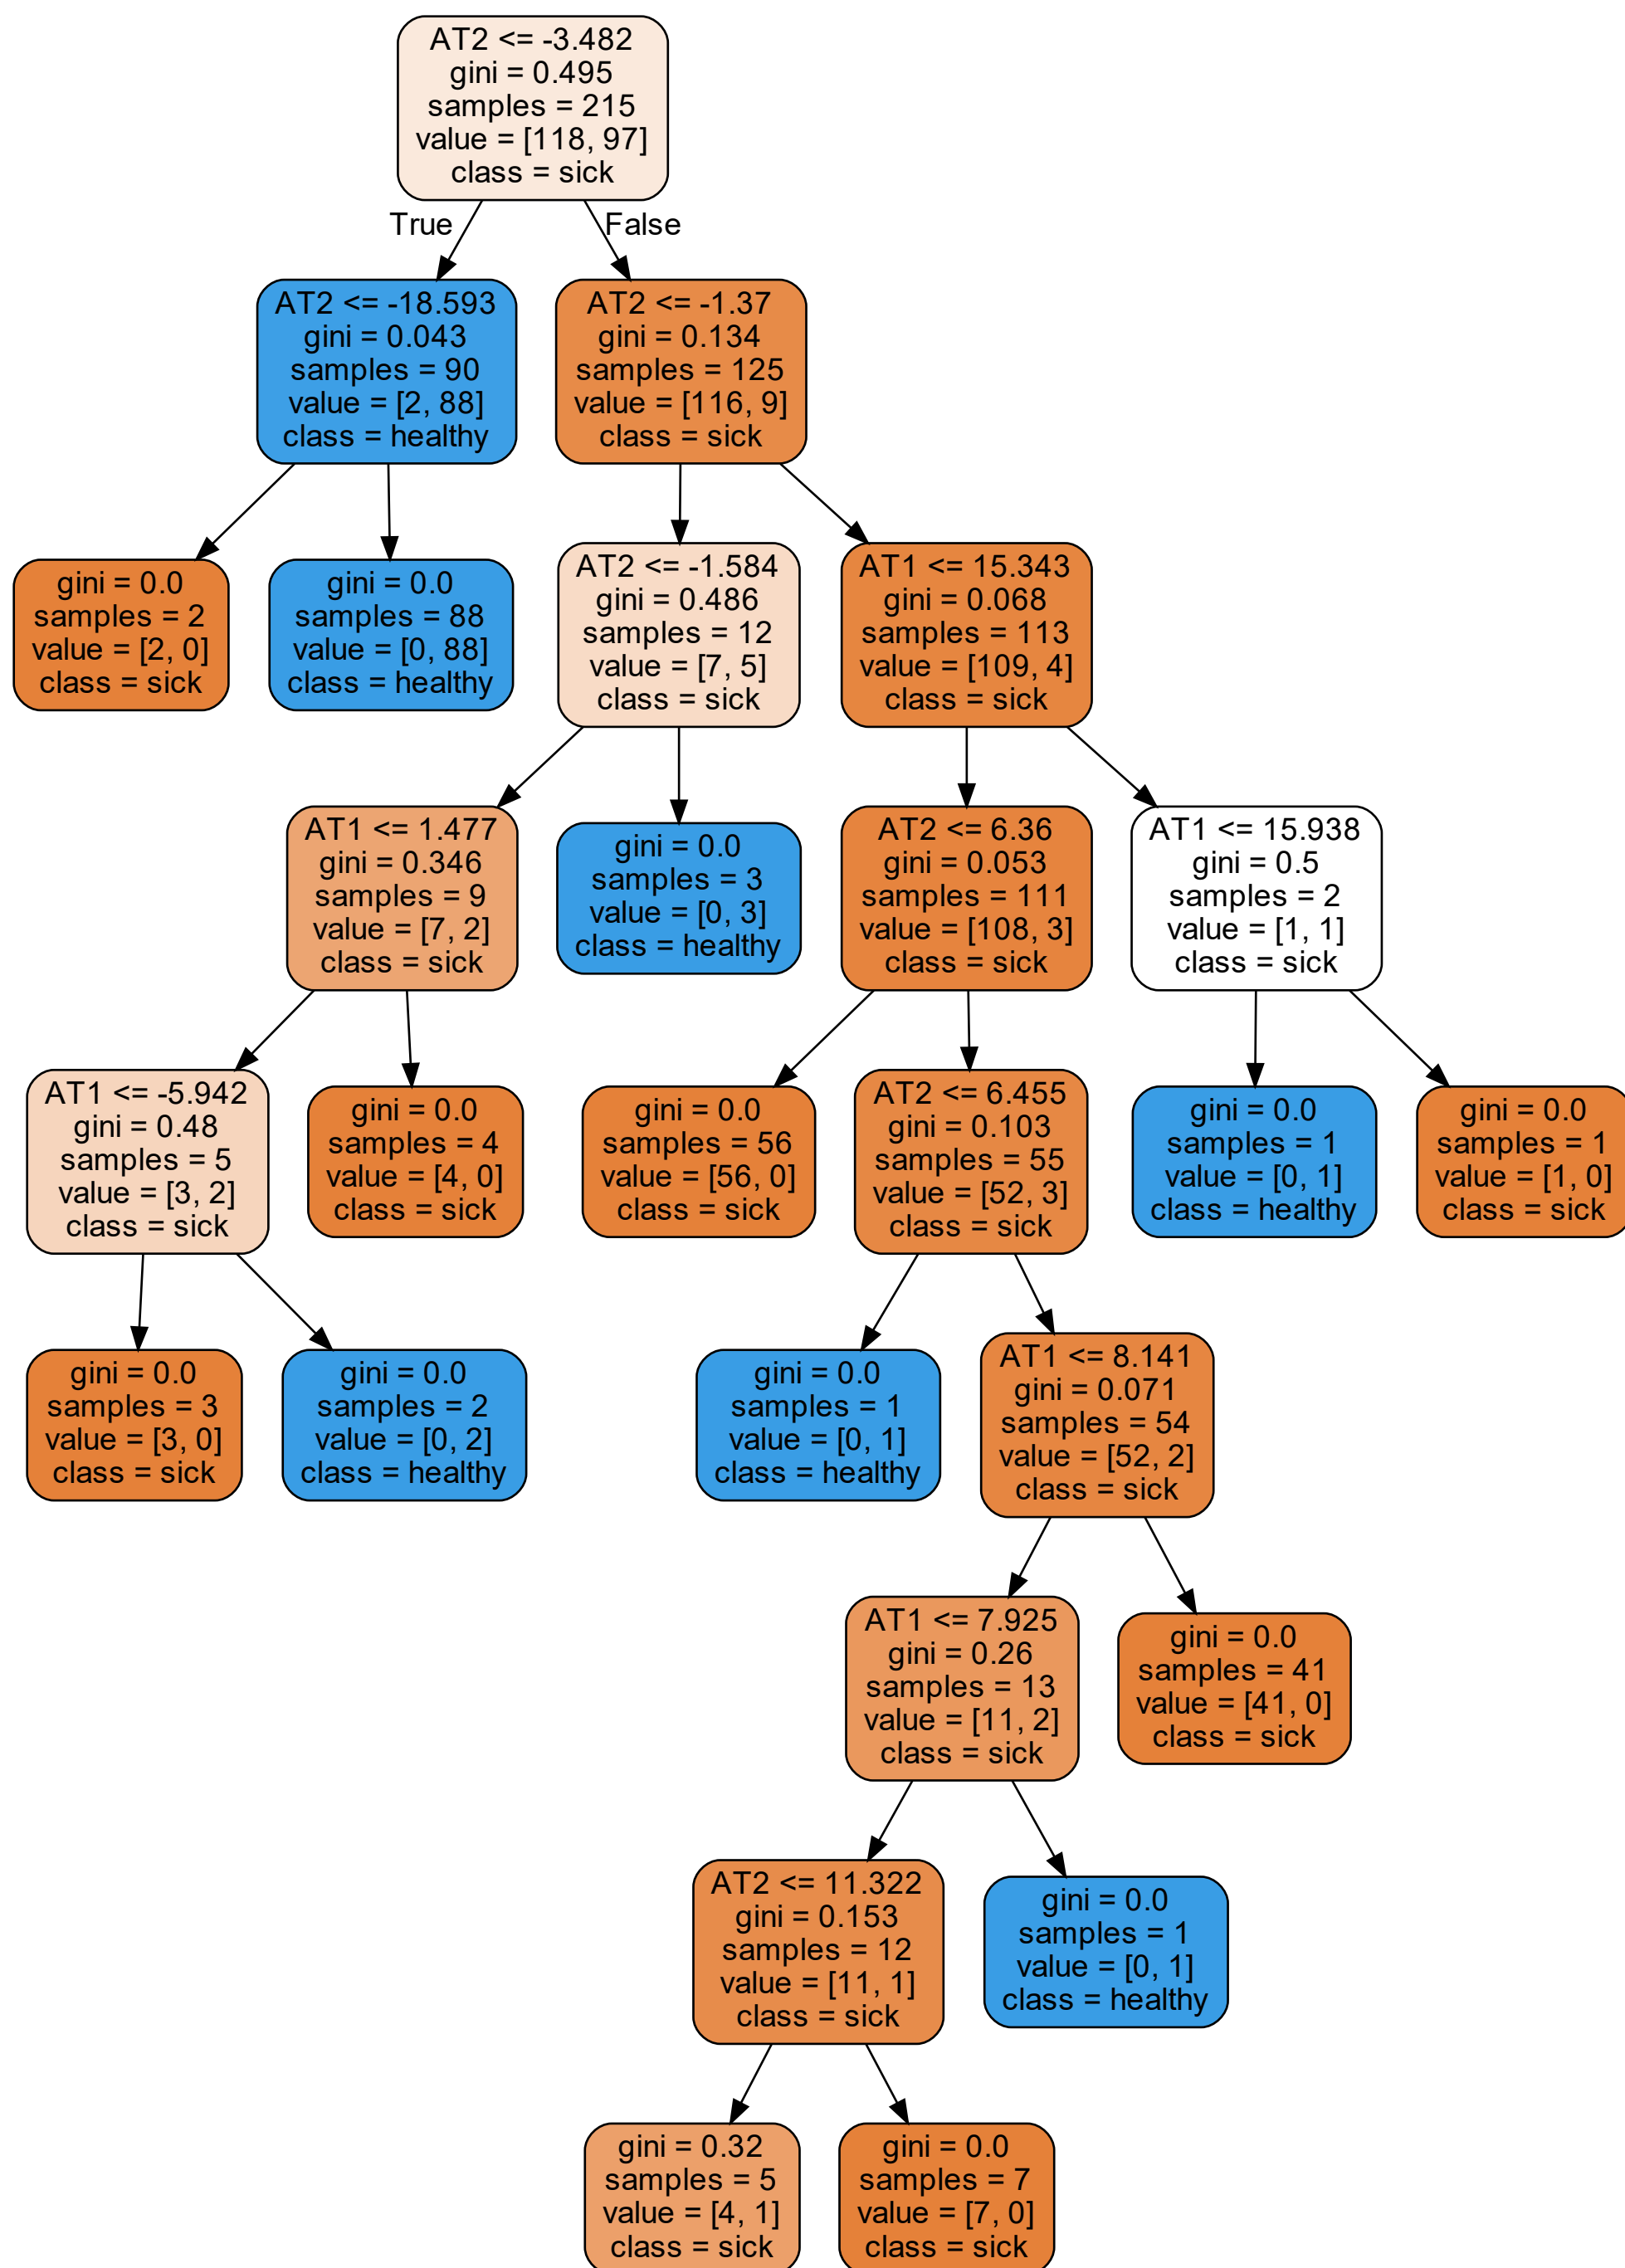 AT2 <= -3.482
gini = 0.495
samples = 215
value = [118, 97]
class = sick
True
False
AT2 <= -18.593
gini = 0.043
samples = 90
value = [2, 88]
class = healthy
AT2 <= -1.37
gini = 0.134
samples = 125
value = [116, 9]
class = sick
gini = 0.0
samples = 2
value = [2, 0]
class = sick
gini = 0.0
samples = 88
value = [0, 88]
class = healthy
AT2 <= -1.584
gini = 0.486
samples = 12
value = [7, 5]
class = sick
AT1 <= 15.343
gini = 0.068
samples = 113
value = [109, 4]
class = sick
AT1 <= 1.477
gini = 0.346
samples = 9
value = [7, 2]
class = sick
gini = 0.0
samples = 3
value = [0, 3]
class = healthy
AT2 <= 6.36
gini = 0.053
samples = 111
value = [108, 3]
class = sick
AT1 <= 15.938
gini = 0.5
samples = 2
value = [1, 1]
class = sick
AT1 <= -5.942
gini = 0.48
samples = 5
value = [3, 2]
class = sick
gini = 0.0
samples = 4
value = [4, 0]
class = sick
gini = 0.0
samples = 56
value = [56, 0]
class = sick
AT2 <= 6.455
gini = 0.103
samples = 55
value = [52, 3]
class = sick
gini = 0.0
samples = 1
value = [0, 1]
class = healthy
gini = 0.0
samples = 1
value = [1, 0]
class = sick
gini = 0.0
samples = 3
value = [3, 0]
class = sick
gini = 0.0
samples = 2
value = [0, 2]
class = healthy
gini = 0.0
samples = 1
value = [0, 1]
class = healthy
AT1 <= 8.141
gini = 0.071
samples = 54
value = [52, 2]
class = sick
AT1 <= 7.925
gini = 0.26
samples = 13
value = [11, 2]
class = sick
gini = 0.0
samples = 41
value = [41, 0]
class = sick
AT2 <= 11.322
gini = 0.153
samples = 12
value = [11, 1]
class = sick
gini = 0.0
samples = 1
value = [0, 1]
class = healthy
gini = 0.32
samples = 5
value = [4, 1]
class = sick
gini = 0.0
samples = 7
value = [7, 0]
class = sick